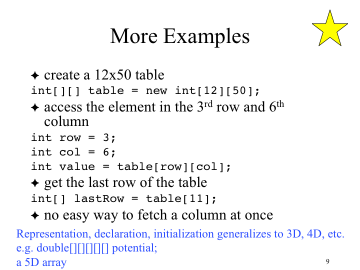 More Examples
✦ create a 12x50 table
int[][] table = new int[12][50];
✦ access the element in the 3rd row and 6th
column
int row = 3;
int col = 6;
int value = table[row][col];
✦ get the last row of the table
int[] lastRow = table[11];
✦ no easy way to fetch a column at once
Representation, declaration, initialization generalizes to 3D, 4D, etc.
e.g. double[][][][][] potential;
a 5D array
9